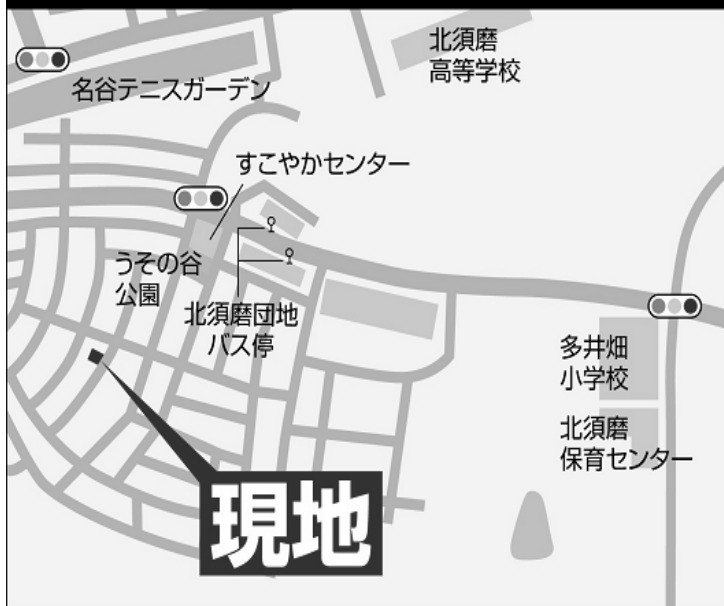 北須磨
高等学校
名谷テニスガーデン
すこやかセンター
うその谷
公園
北須磨団地
バス停
多井畑
小学校
北須磨
保育センター
現地